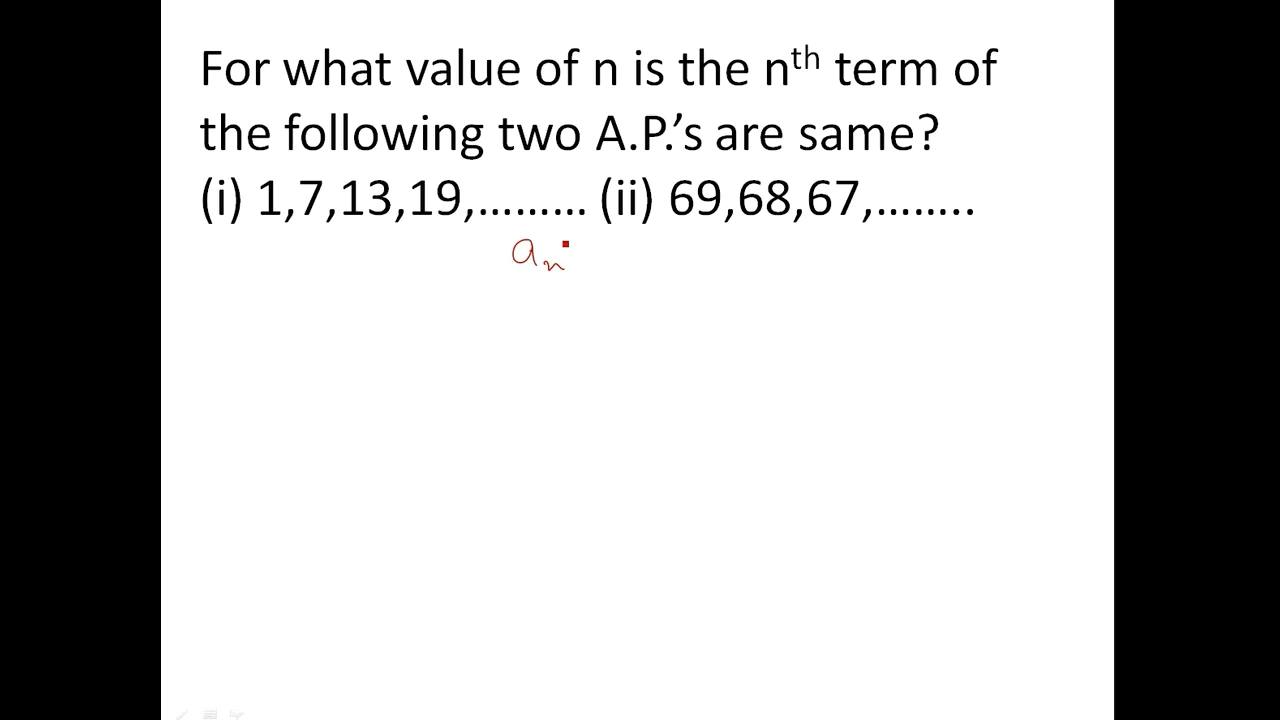 For what value of n is the nᵗʰ term of
the following two A.P.’s are same?
(i) 1,7,13,19,……… (ii) 69,68,67,……..
aₙ